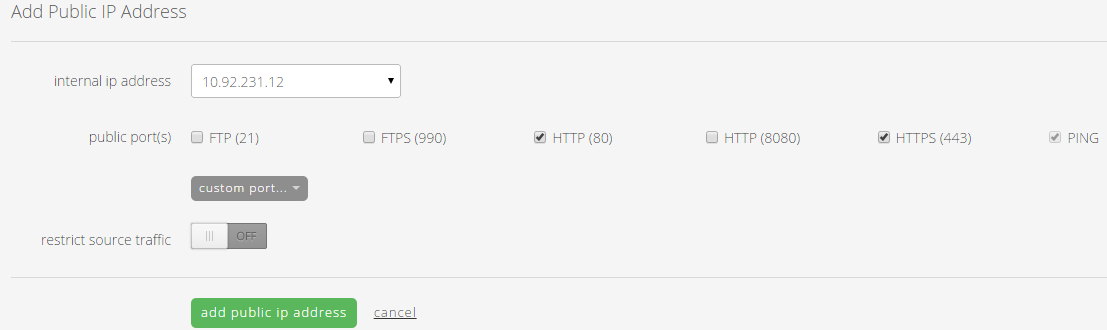 Add Public IP Address
internal ip address 10.92.231.12
public port(s) FTP (21) FTPS (990) HTTP (80) HTTP (8080) HTTPS (443) PING
custom port...
restrict source traffic OFF
add public ip address cancel